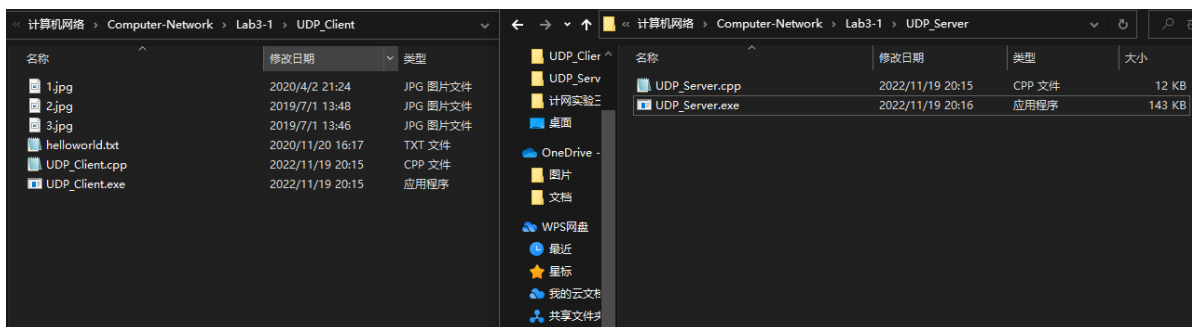 « 计算机网络 › Computer-Network › Lab3-1 › UDP_Client
名称 修改日期 类型
1.jpg 2020/4/2 21:24 JPG 图片文件
2.jpg 2019/7/1 13:48 JPG 图片文件
3.jpg 2019/7/1 13:46 JPG 图片文件
helloworld.txt 2020/11/20 16:17 TXT 文件
UDP_Client.cpp 2022/11/19 20:15 CPP 文件
UDP_Client.exe 2022/11/19 20:15 应用程序
« 计算机网络 › Computer-Network › Lab3-1 › UDP_Server
UDP_Clier
UDP_Serv
计网实验三
桌面
OneDrive -
图片
文档
WPS网盘
最近
星标
我的云文档
共享文件夹
名称 修改日期 类型 大小
UDP_Server.cpp 2022/11/19 20:15 CPP 文件 12 KB
UDP_Server.exe 2022/11/19 20:16 应用程序 143 KB